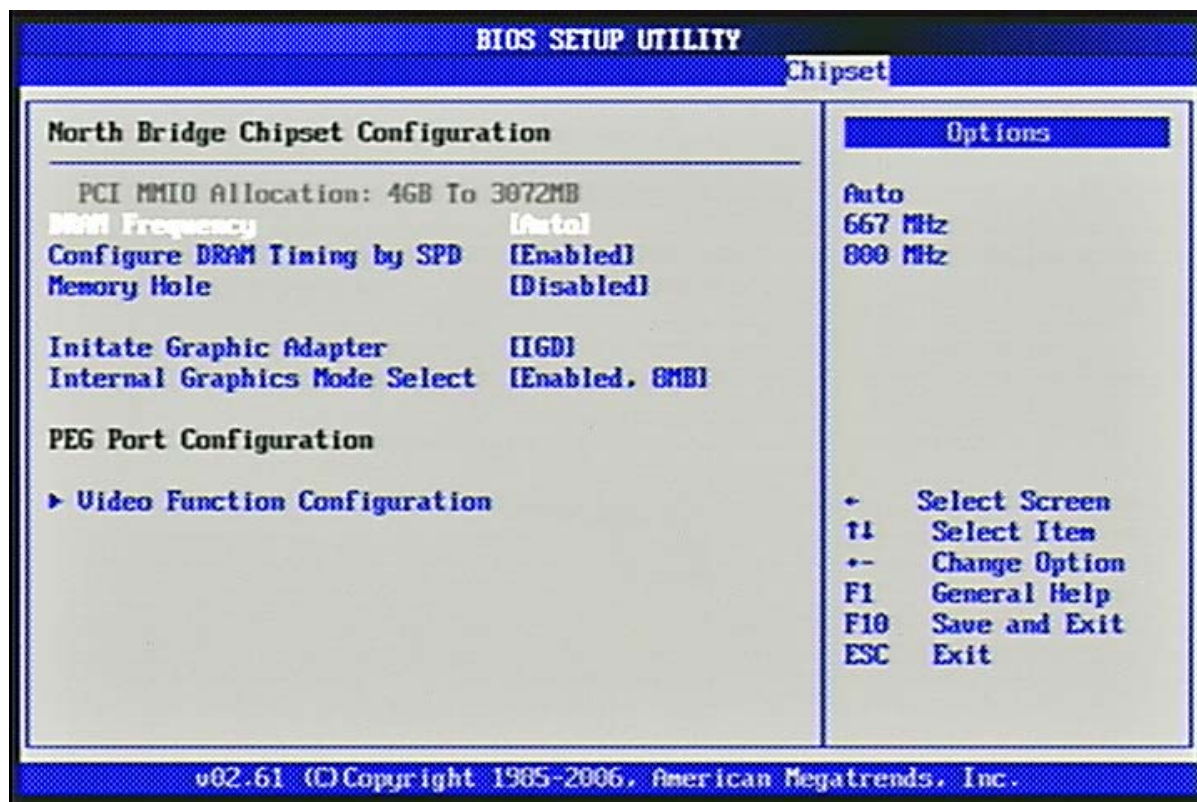 BIOS SETUP UTILITY
Chipset
North Bridge Chipset Configuration
PCI MMIO Allocation: 4GB To 3072MB
DRAM Frequency [Auto]
Configure DRAM Timing by SPD [Enabled]
Memory Hole [Disabled]
Initate Graphic Adapter [IGD]
Internal Graphics Mode Select [Enabled, 8MB]
PEG Port Configuration
► Video Function Configuration
Options
Auto
667 MHz
800 MHz
← Select Screen
↑↓ Select Item
+- Change Option
F1 General Help
F10 Save and Exit
ESC Exit
v02.61 (C)Copyright 1985-2006, American Megatrends, Inc.